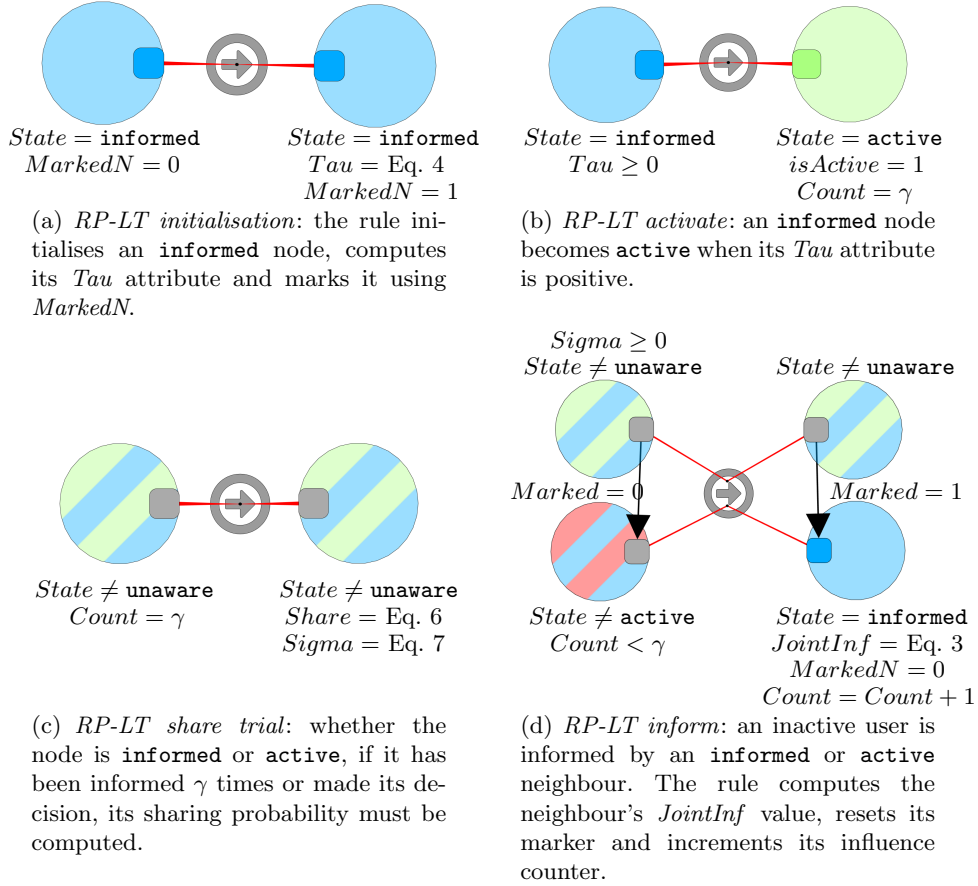 State = informed
MarkedN = 0
State = informed
Tau = Eq. 4
MarkedN = 1
(a) RP-LT initialisation: the rule ini-
tialises an informed node, computes
its Tau attribute and marks it using
MarkedN.
State = informed
Tau ≥ 0
State = active
isActive = 1
Count = γ
(b) RP-LT activate: an informed node
becomes active when its Tau attribute
is positive.
State ≠ unaware
Count = γ
State ≠ unaware
Share = Eq. 6
Sigma = Eq. 7
(c) RP-LT share trial: whether the
node is informed or active, if it has
been informed γ times or made its de-
cision, its sharing probability must be
computed.
Sigma ≥ 0
State ≠ unaware
State ≠ unaware
Marked = 0
Marked = 1
State ≠ active
Count < γ
State = informed
JointInf = Eq. 3
MarkedN = 0
Count = Count + 1
(d) RP-LT inform: an inactive user is
informed by an informed or active
neighbour. The rule computes the
neighbour's JointInf value, resets its
marker and increments its influence
counter.